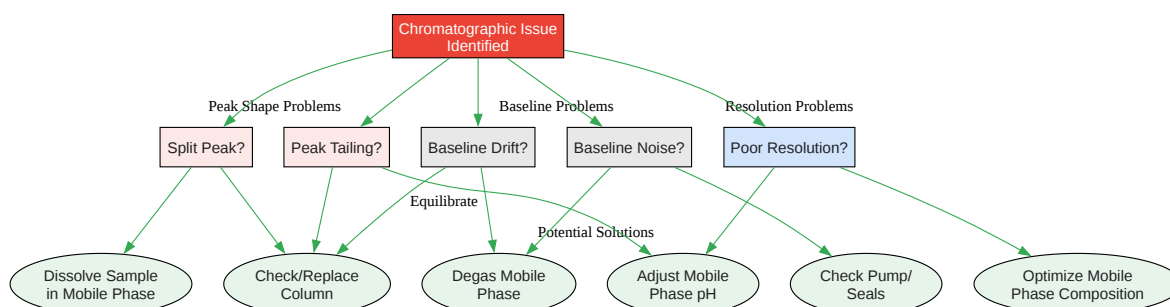 Chromatographic Issue
Identified
Peak Shape Problems
Baseline Problems
Resolution Problems
Split Peak?
Peak Tailing?
Baseline Drift?
Baseline Noise?
Poor Resolution?
Equilibrate
Potential Solutions
Dissolve Sample
in Mobile Phase
Check/Replace
Column
Degas Mobile
Phase
Adjust Mobile
Phase pH
Check Pump/
Seals
Optimize Mobile
Phase Composition